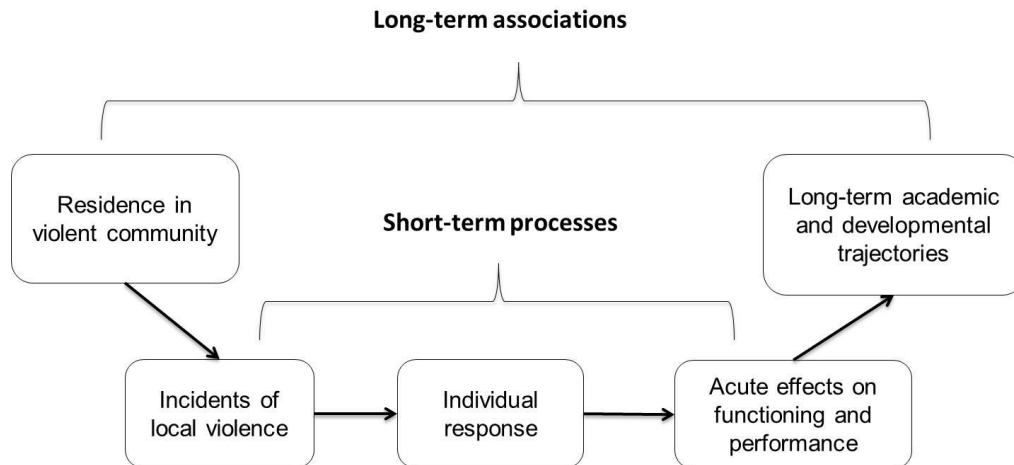 Long-term associations
Residence in
violent community
Short-term processes
Long-term academic
and developmental
trajectories
Incidents of
local violence
Individual
response
Acute effects on
functioning and
performance